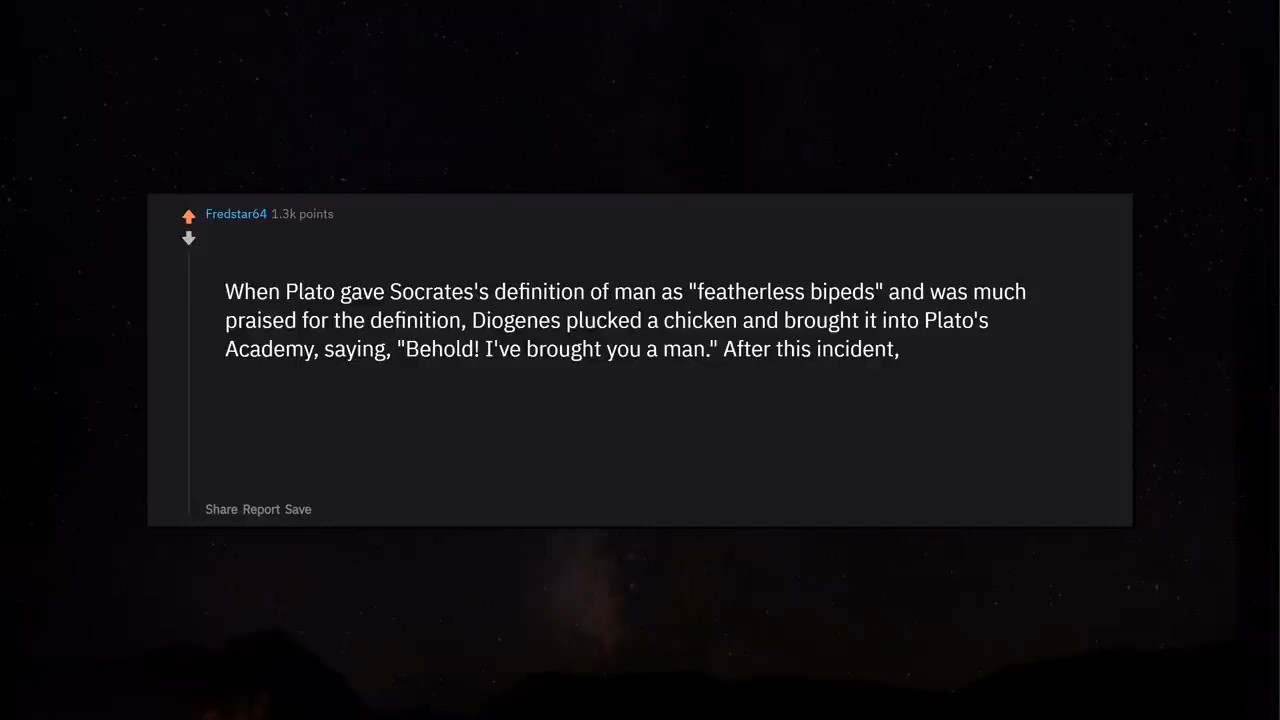 Fredstar64 1.3k points
When Plato gave Socrates's definition of man as "featherless bipeds" and was much
praised for the definition, Diogenes plucked a chicken and brought it into Plato's
Academy, saying, "Behold! I've brought you a man." After this incident,
Share Report Save